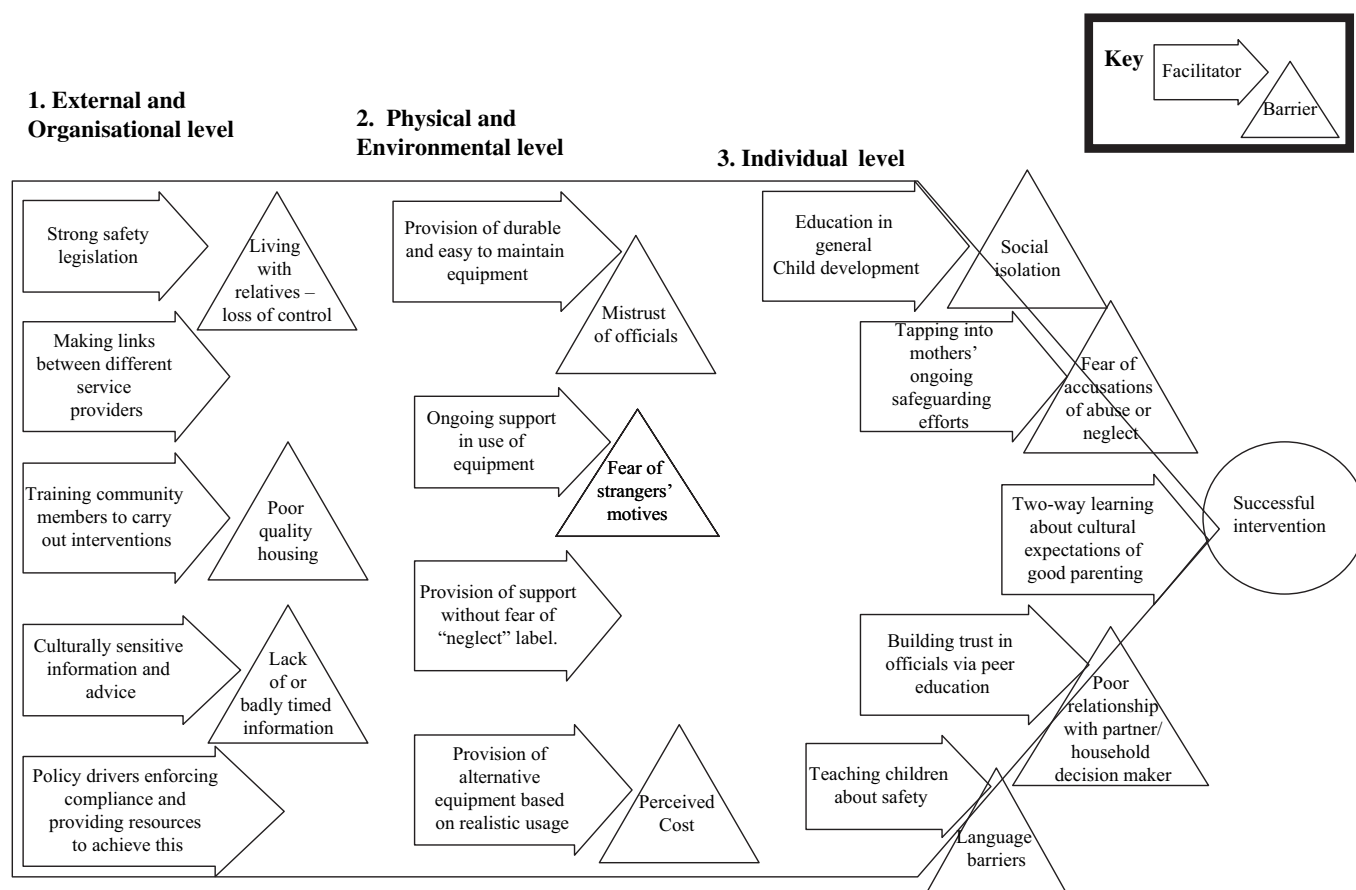 Key
Facilitator
Barrier
1. External and
Organisational level
2. Physical and
Environmental level
3. Individual level
Strong safety
legislation
Living
with
relatives –
loss of control
Making links
between different
service
providers
Training community
members to carry
out interventions
Poor
quality
housing
Culturally sensitive
information and
advice
Lack
of or
badly timed
information
Policy drivers enforcing
compliance and
providing resources
to achieve this
Provision of durable
and easy to maintain
equipment
Mistrust
of officials
Ongoing support
in use of
equipment
Fear of
strangers’
motives
Provision of support
without fear of
“neglect” label.
Provision of
alternative
equipment based
on realistic usage
Perceived
Cost
Education in
general
Child development
Social
isolation
Tapping into
mothers’
ongoing
safeguarding
efforts
Fear of
accusations
of abuse or
neglect
Two-way learning
about cultural
expectations of
good parenting
Building trust in
officials via peer
education
Poor
relationship
with partner/
household
decision maker
Teaching children
about safety
Language
barriers
Successful
intervention